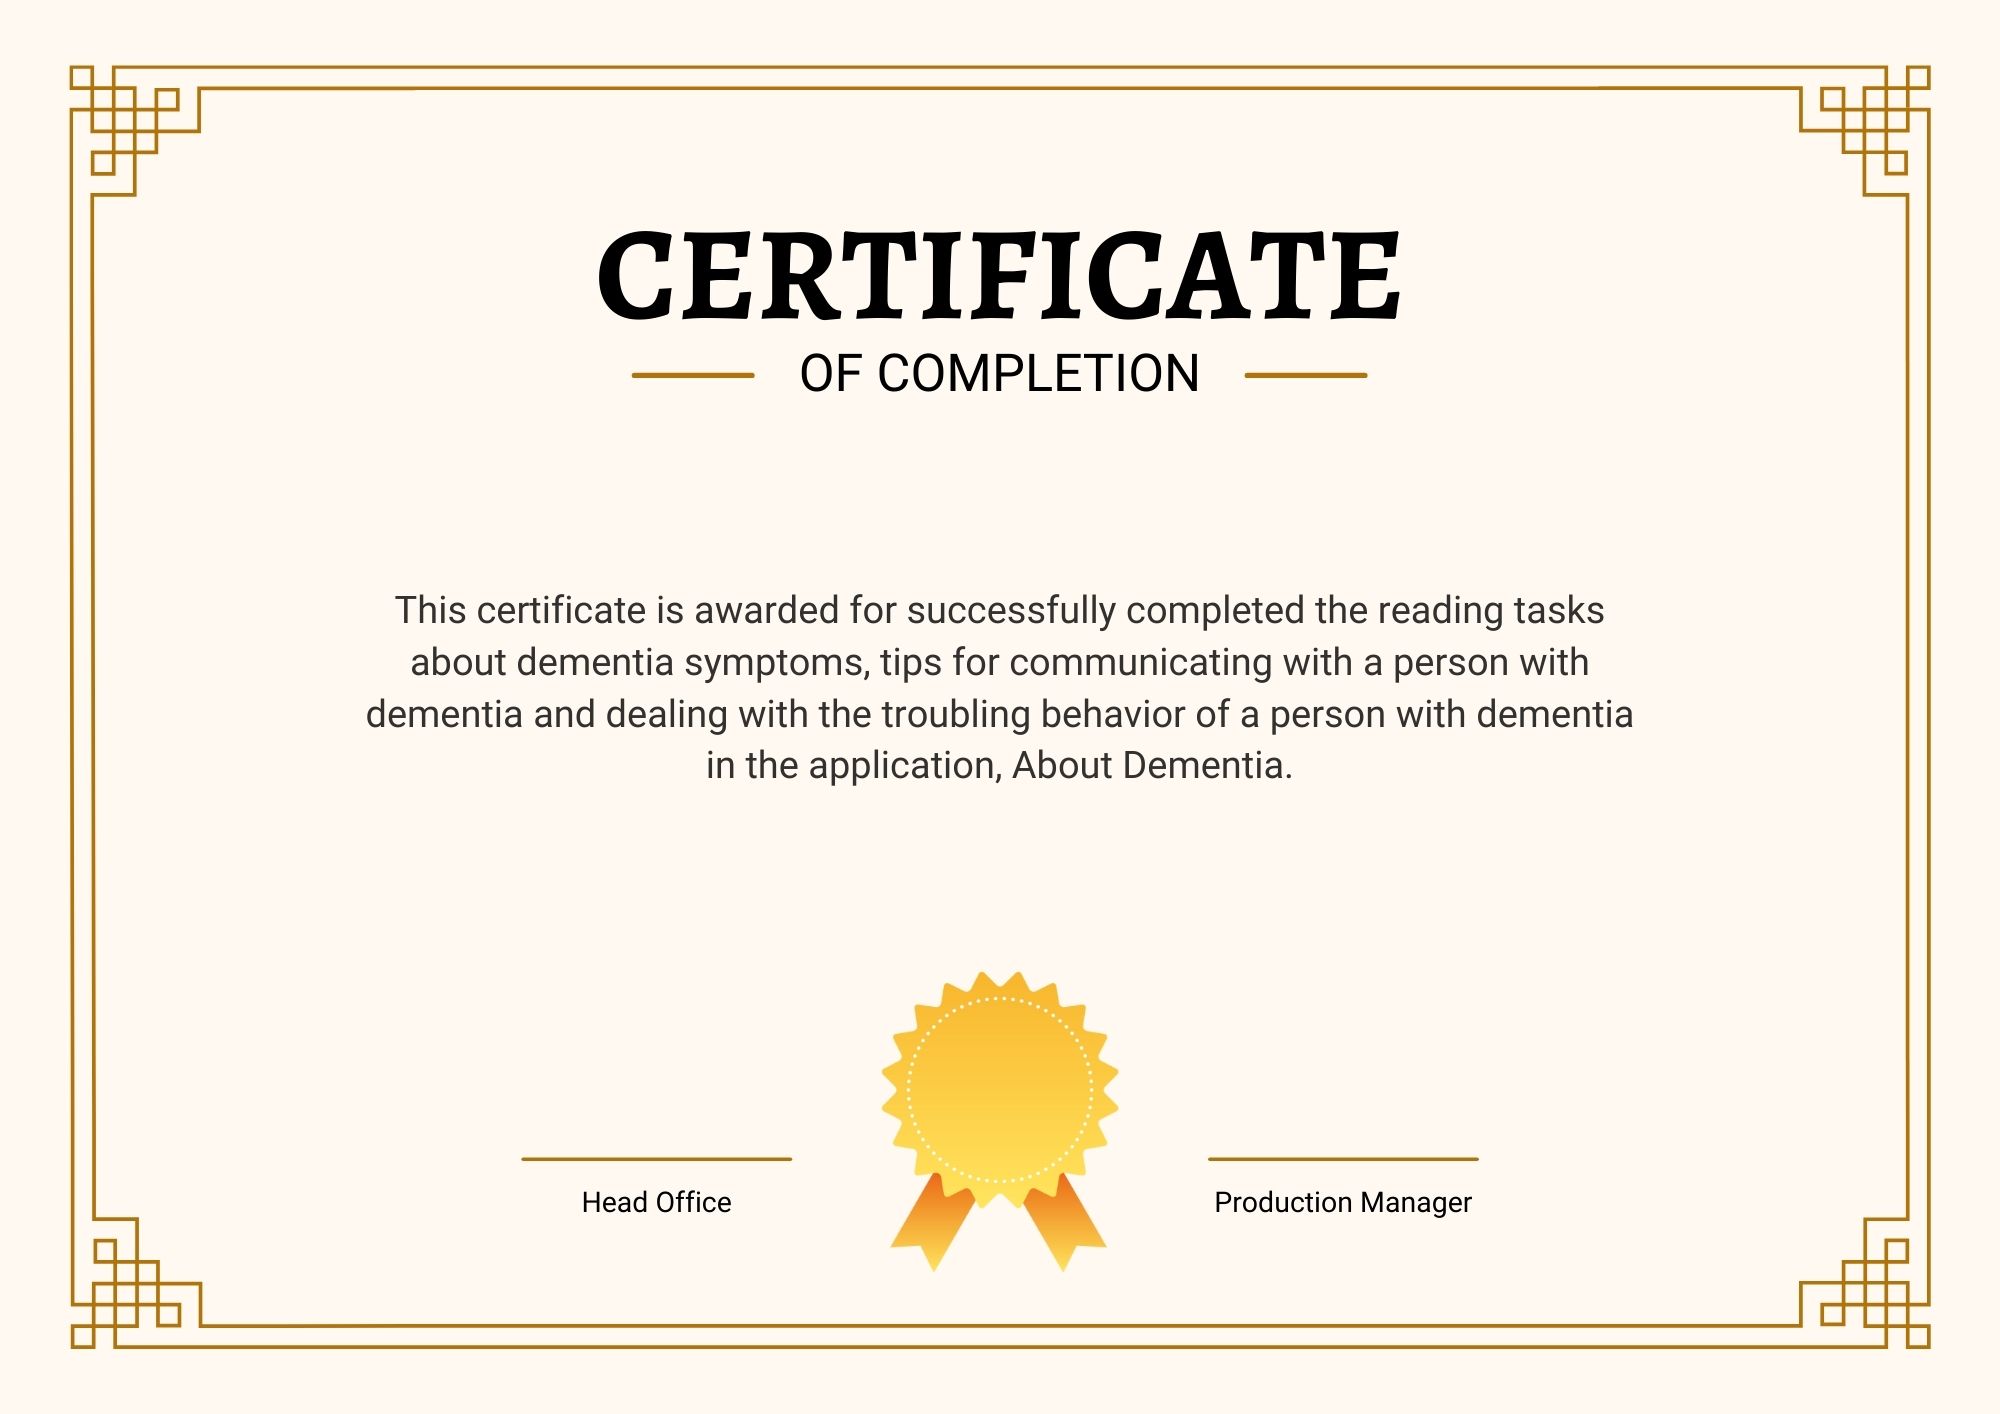 CERTIFICATE
OF COMPLETION
This certificate is awarded for successfully completed the reading tasks
about dementia symptoms, tips for communicating with a person with
dementia and dealing with the troubling behavior of a person with dementia
in the application, About Dementia.
Head Office
Production Manager